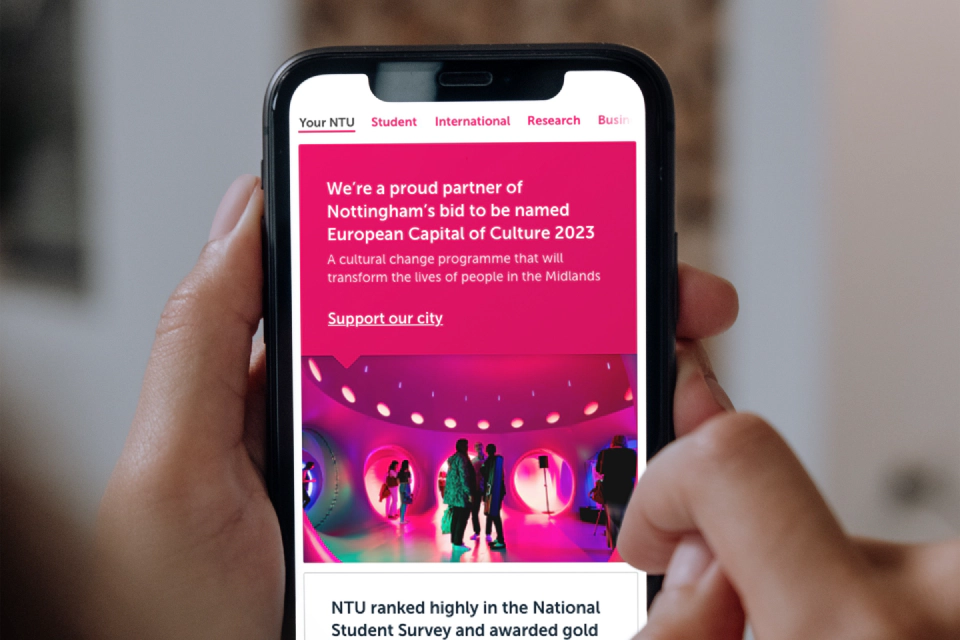 Your NTU Student International Research Busin
We're a proud partner of
Nottingham's bid to be named
European Capital of Culture 2023
A cultural change programme that will
transform the lives of people in the Midlands
Support our city
NTU ranked highly in the National
Student Survey and awarded gold